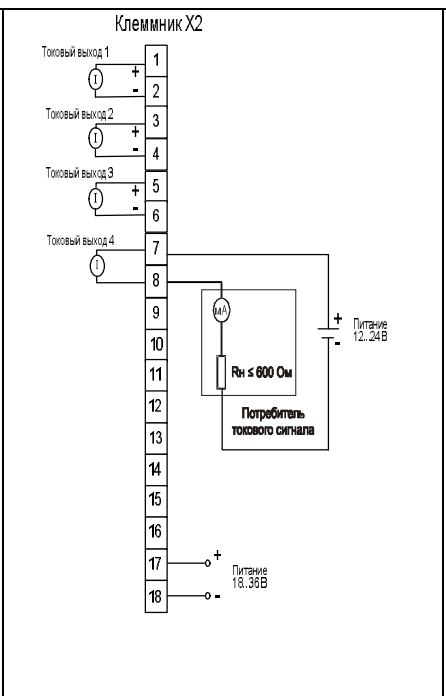 Клеммник X2
Токовый выход 1
I
+
-
1
2
Токовый выход 2
I
+
-
3
4
Токовый выход 3
I
+
-
5
6
Токовый выход 4
I
7
8
9
10
11
12
13
14
15
16
17
18
мА
Rн ≤ 600 Ом
Потребитель
токового сигнала
+
-
Питание
12..24В
+
-
Питание
18..36В